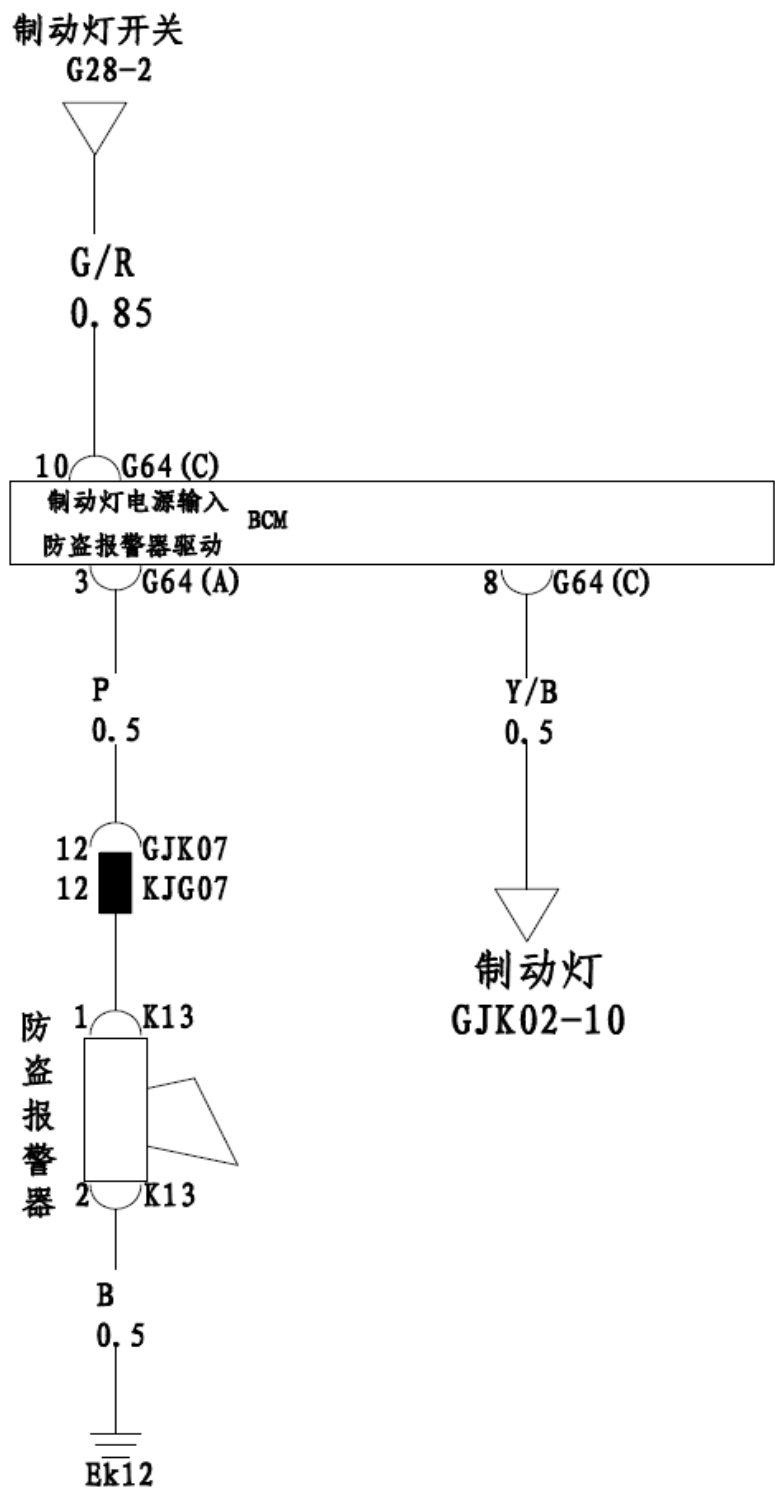 制动灯开关
G28-2
G/R
0.85
10 G64(C)
制动灯电源输入
BCM
防盗报警器驱动
3 G64(A)
8 G64(C)
P
0.5
Y/B
0.5
12 GJK07
12 KJG07
制动灯
GJK02-10
1 K13
防盗报警器
2 K13
B
0.5
Ek12